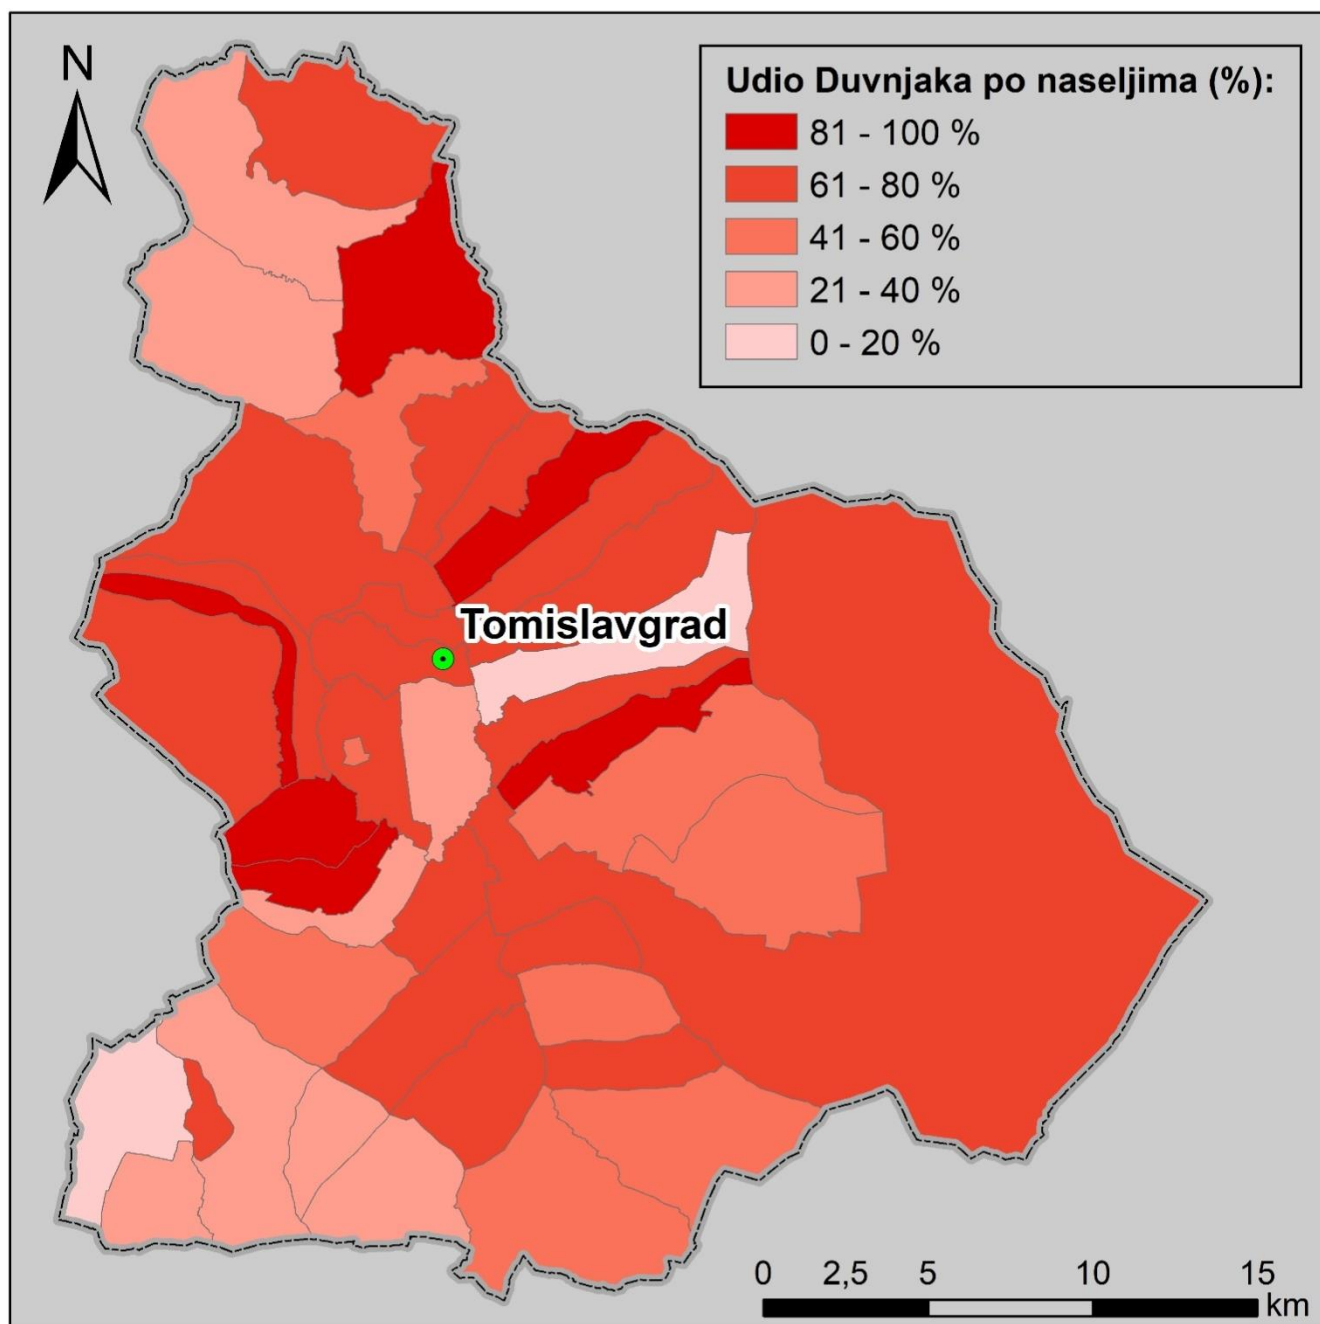 N
Udio Duvnjaka po naseljima (%):
81 - 100 %
61 - 80 %
41 - 60 %
21 - 40 %
0 - 20 %
Tomislavgrad
0 2,5 5 10 15
km